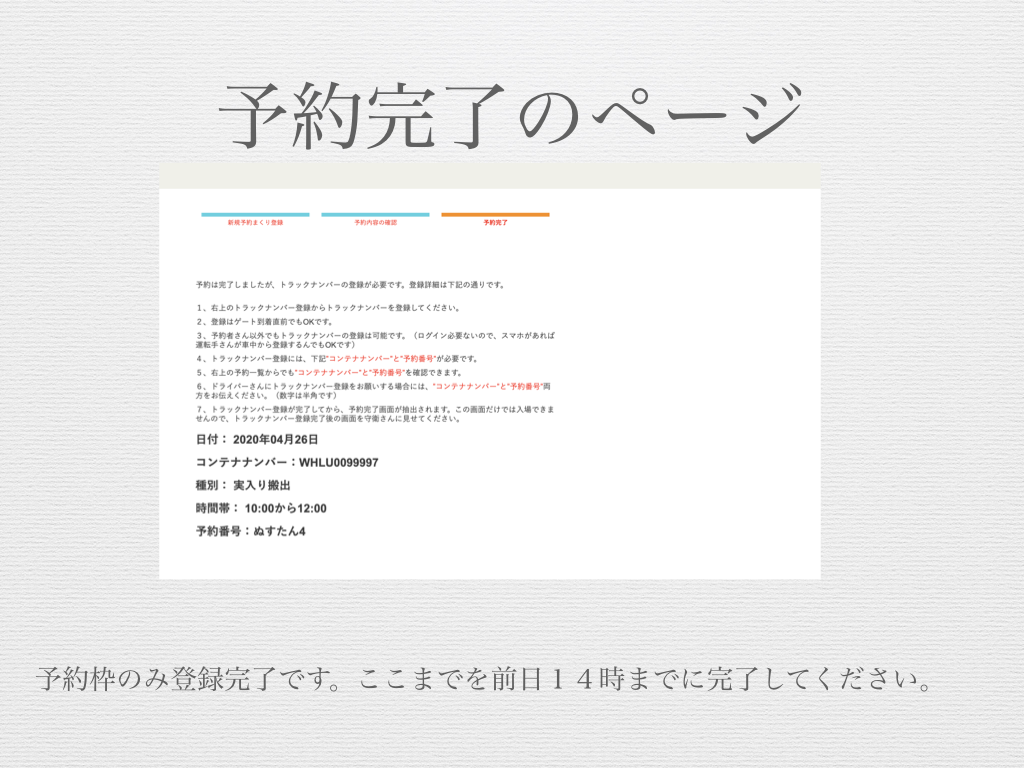 予約完了のページ
新規予約まくり登録
予約内容の確認
予約完了
予約は完了しましたが、トラックナンバーの登録が必要です。登録詳細は下記の通りです。
1、右上のトラックナンバー登録からトラックナンバーを登録してください。
2、登録はゲート到着直前でもOKです。
3、予約者さん以外でもトラックナンバーの登録は可能です。（ログイン必要ないので、スマホがあれば
運転手さんが車中から登録するんでもOKです）
4、トラックナンバー登録には、下記"コンテナナンバー"と"予約番号"が必要です。
5、右上の予約一覧からでも"コンテナナンバー"と"予約番号"を確認できます。
6、ドライバーさんにトラックナンバー登録をお願いする場合には、"コンテナナンバー"と"予約番号"両
方をお伝えください。（数字は半角です）
7、トラックナンバー登録が完了してから、予約完了画面が抽出されます。この画面だけでは入場できま
せんので、トラックナンバー登録完了後の画面を守衛さんに見せてください。
日付： 2020年04月26日
コンテナナンバー：WHLU0099997
種別： 実入り搬出
時間帯： 10:00から12:00
予約番号：ぬすたん4
予約枠のみ登録完了です。ここまでを前日１４時までに完了してください。